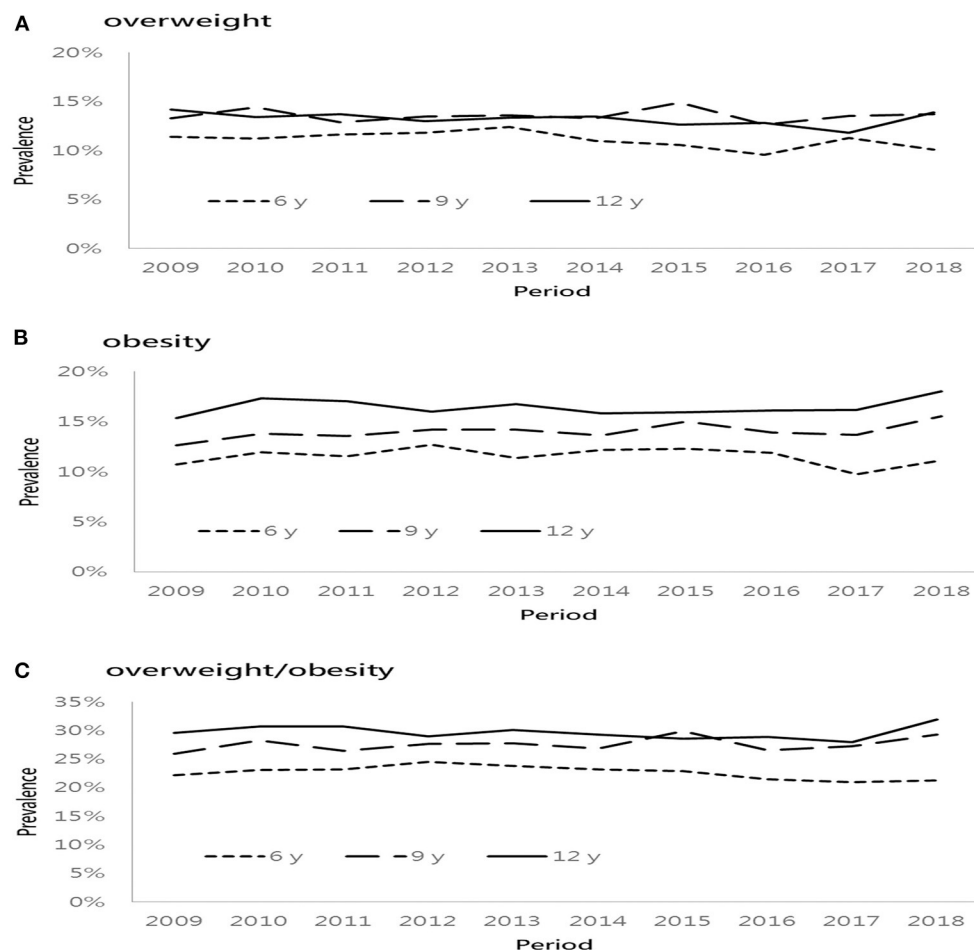 A overweight
20%
15%
10%
5%
0%
Prevalence
6 y 9 y 12 y
2009 2010 2011 2012 2013 2014 2015 2016 2017 2018
Period
B obesity
20%
15%
10%
5%
0%
Prevalence
6 y 9 y 12 y
2009 2010 2011 2012 2013 2014 2015 2016 2017 2018
Period
C overweight/obesity
35%
30%
25%
20%
15%
10%
5%
0%
Prevalence
6 y 9 y 12 y
2009 2010 2011 2012 2013 2014 2015 2016 2017 2018
Period